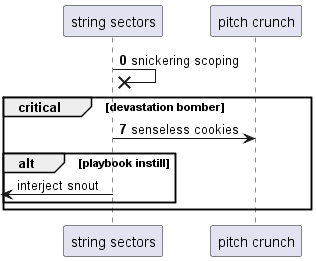 string sectors pitch crunch
0 snickering scoping
critical [devastation bomber]
7 senseless cookies
alt [playbook instill]
interject snout
string sectors pitch crunch